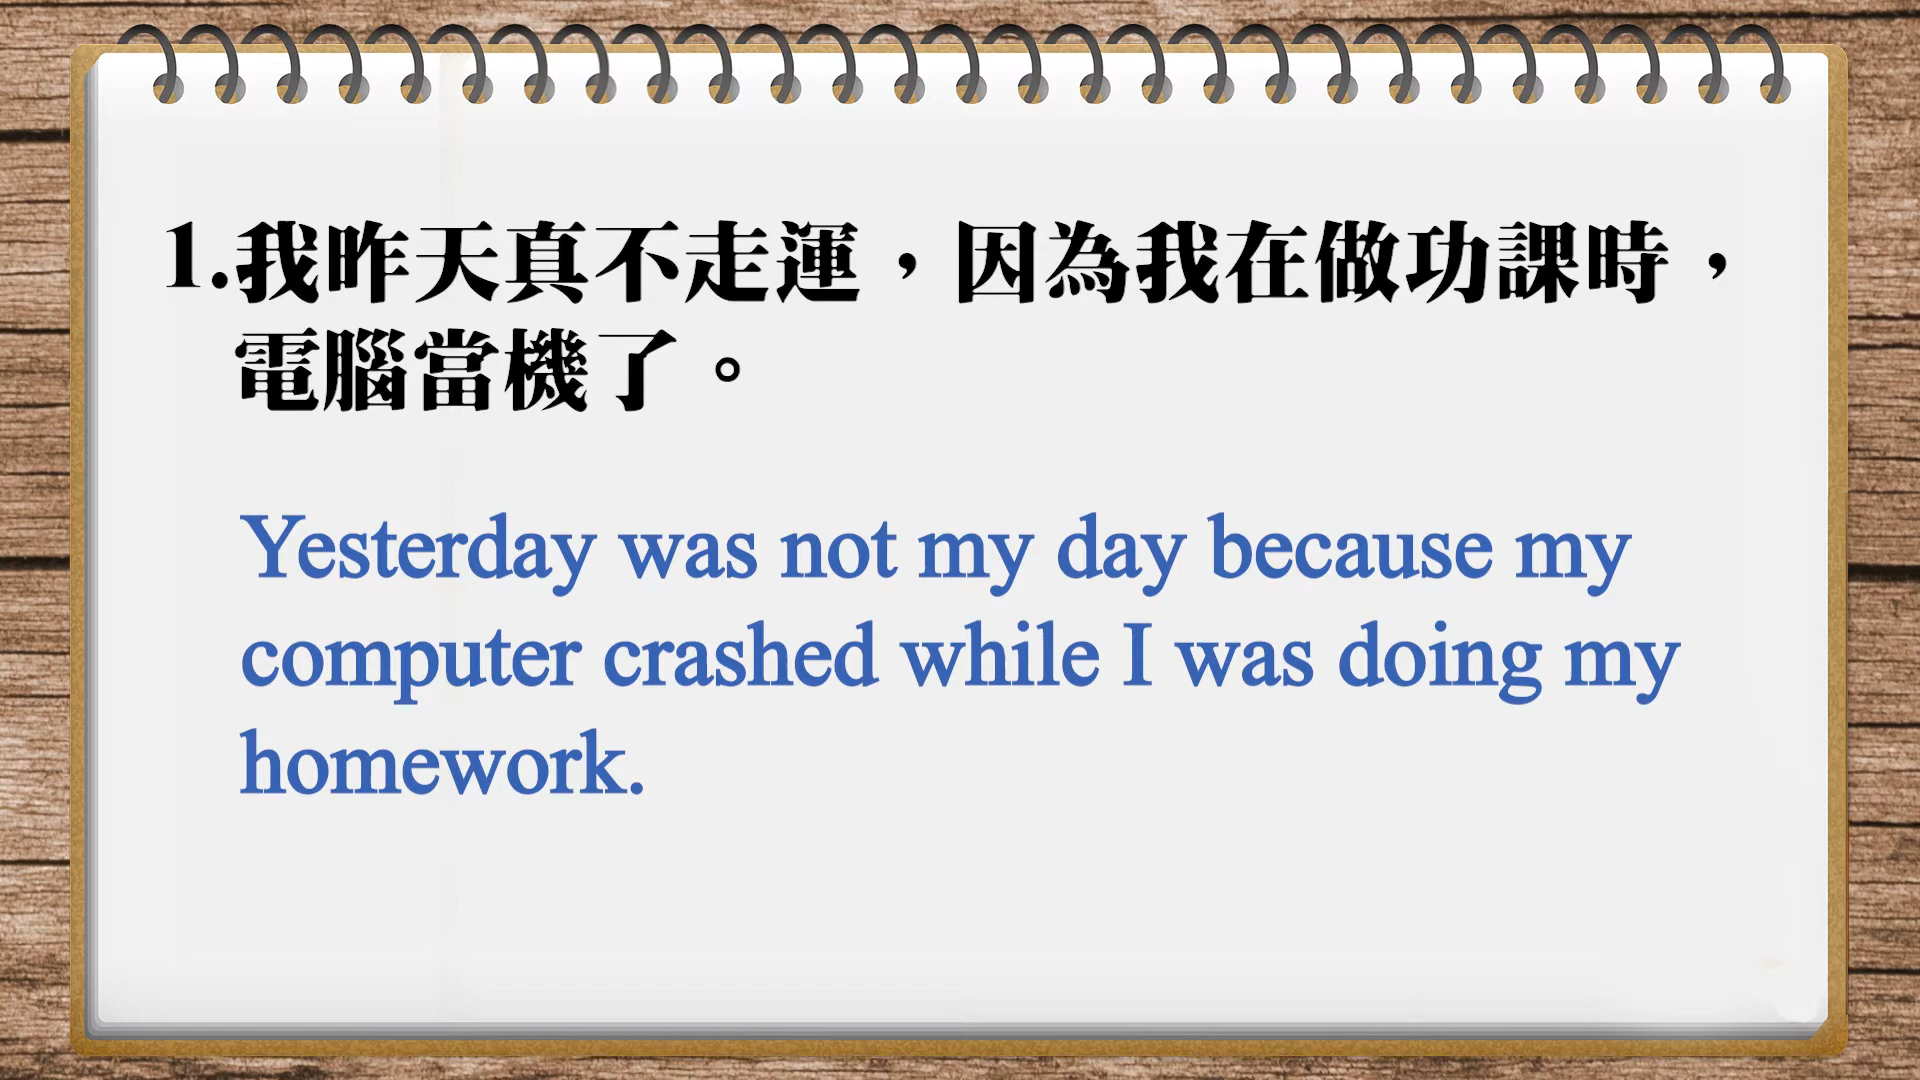 1.我昨天真不走運，因為我在做功課時，
電腦當機了。
Yesterday was not my day because my
computer crashed while I was doing my
homework.